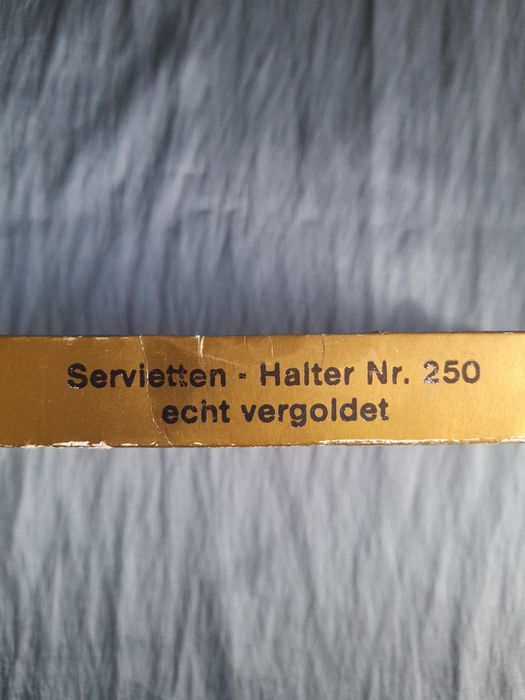 Servietten - Halter Nr. 250
echt vergoldet